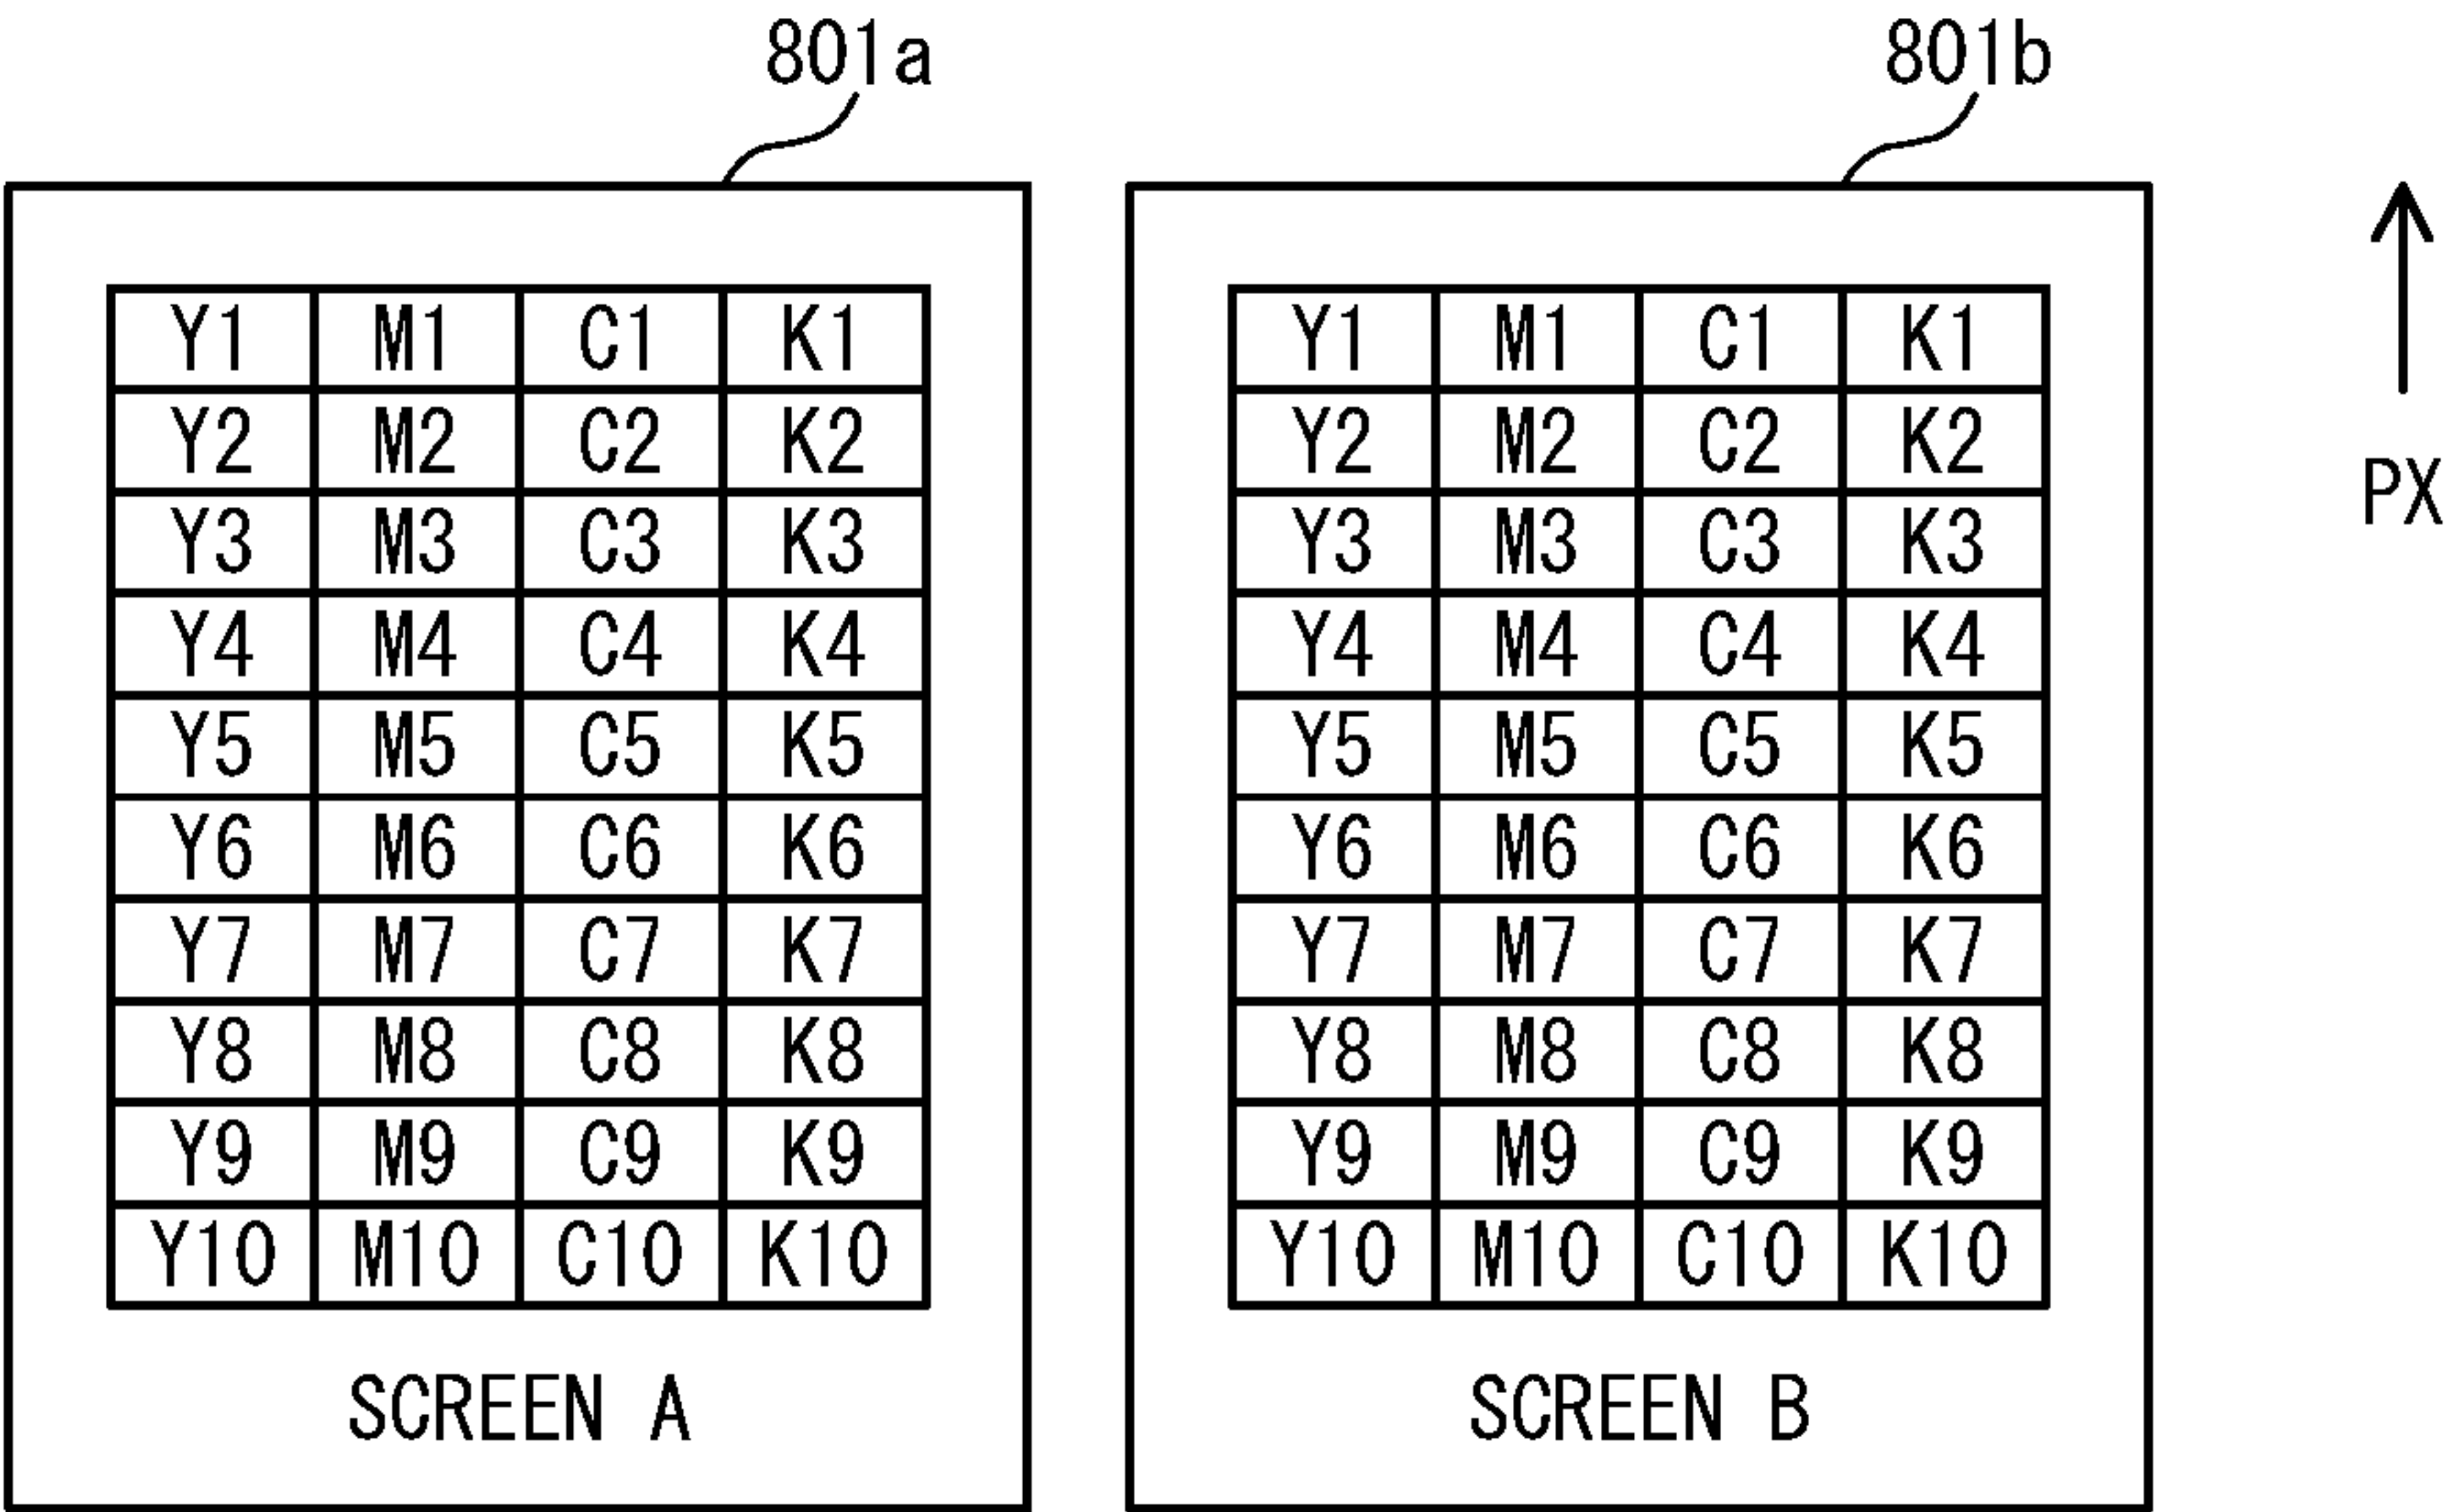 801a 801b
Y1 M1 C1 K1 Y1 M1 C1 K1
Y2 M2 C2 K2 Y2 M2 C2 K2
PX
Y3 M3 C3 K3 Y3 M3 C3 K3
Y4 M4 C4 K4 Y4 M4 C4 K4
Y5 M5 C5 K5 Y5 M5 C5 K5
Y6 M6 C6 K6 Y6 M6 C6 K6
Y7 M7 C7 K7 Y7 M7 C7 K7
Y8 M8 C8 K8 Y8 M8 C8 K8
Y9 M9 C9 K9 Y9 M9 C9 K9
Y10 M10 C10 K10 Y10 M10 C10 K10
SCREEN A SCREEN B